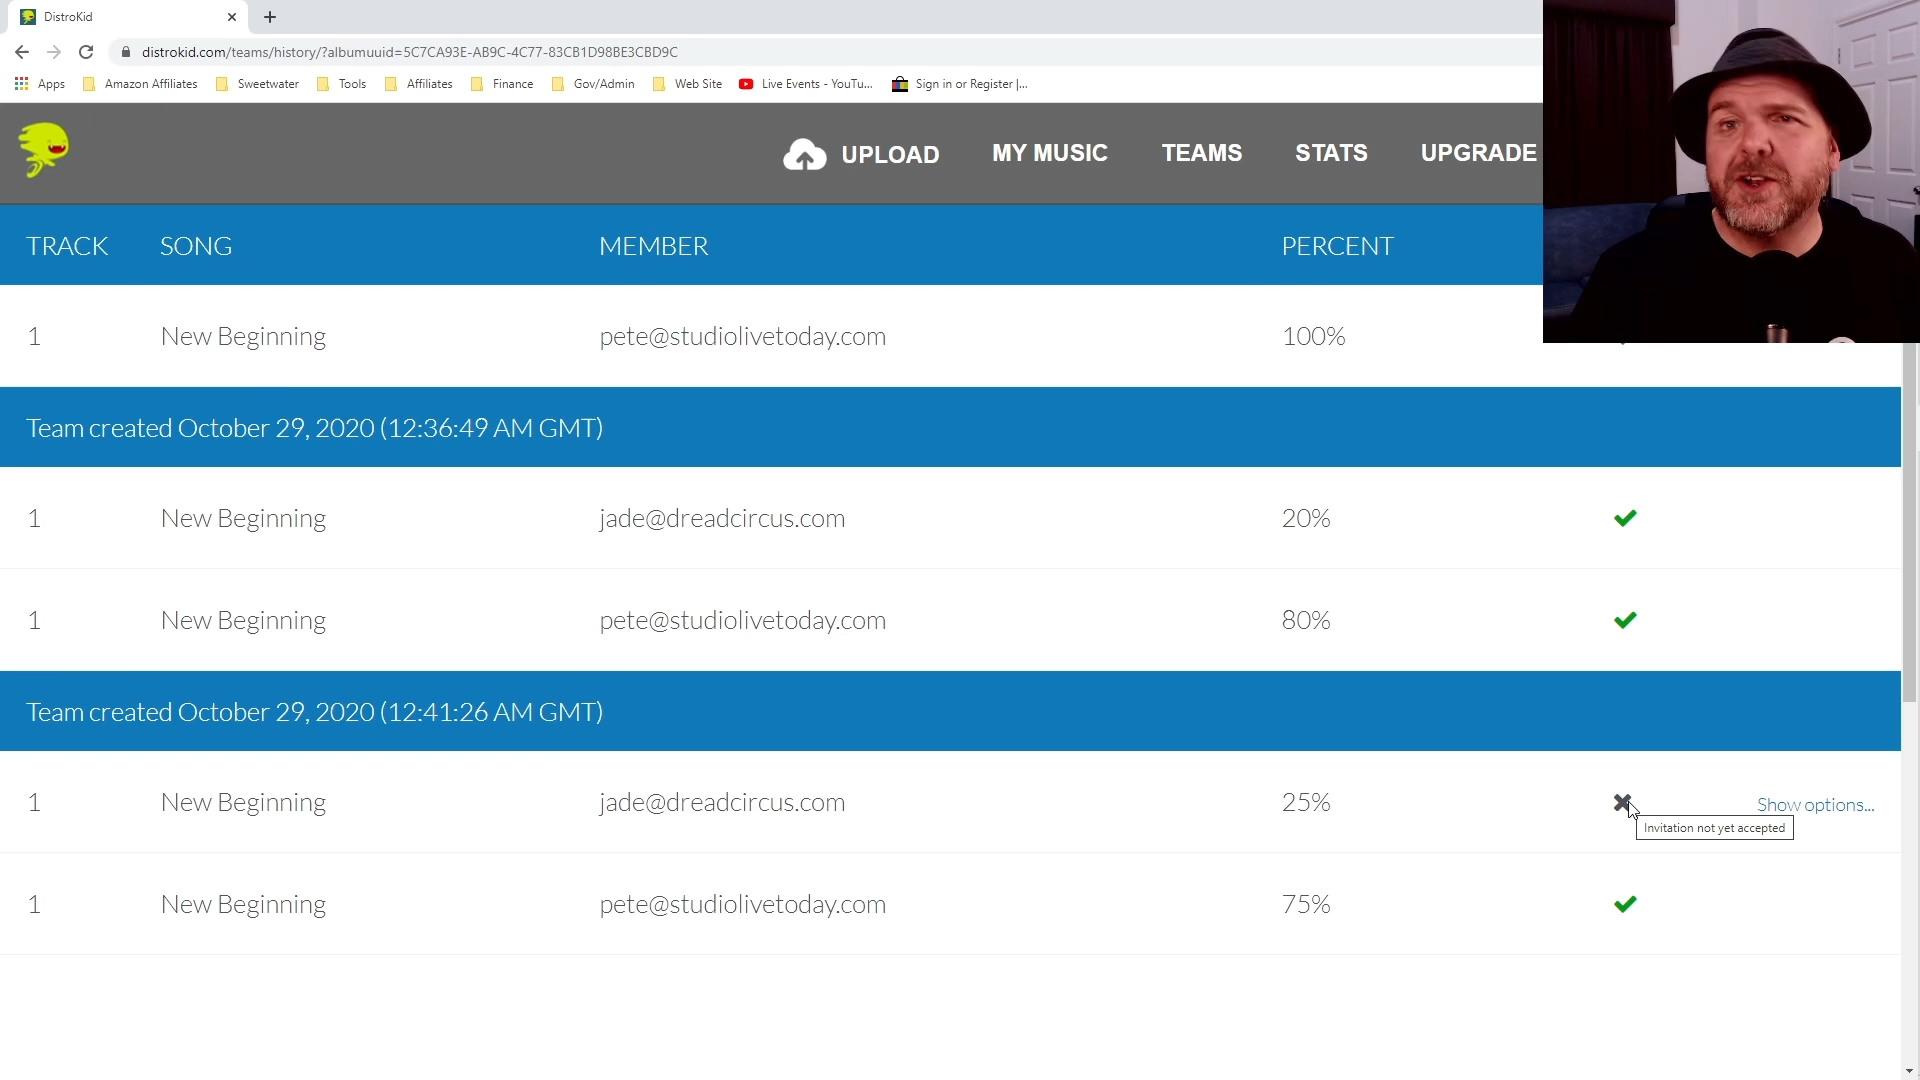 DistroKid
distrokid.com/teams/history/?albumuuid=5C7CA93E-AB9C-4C77-83CB1D98BE3CBD9C
Apps Amazon Affiliates Sweetwater Tools Affiliates Finance Gov/Admin Web Site Live Events - YouTu... Sign in or Register |...
UPLOAD MY MUSIC TEAMS STATS UPGRADE
TRACK SONG MEMBER PERCENT
1 New Beginning pete@studiolivetoday.com 100%
Team created October 29, 2020 (12:36:49 AM GMT)
1 New Beginning jade@dreadcircus.com 20%
1 New Beginning pete@studiolivetoday.com 80%
Team created October 29, 2020 (12:41:26 AM GMT)
1 New Beginning jade@dreadcircus.com 25% Show options...
Invitation not yet accepted
1 New Beginning pete@studiolivetoday.com 75%